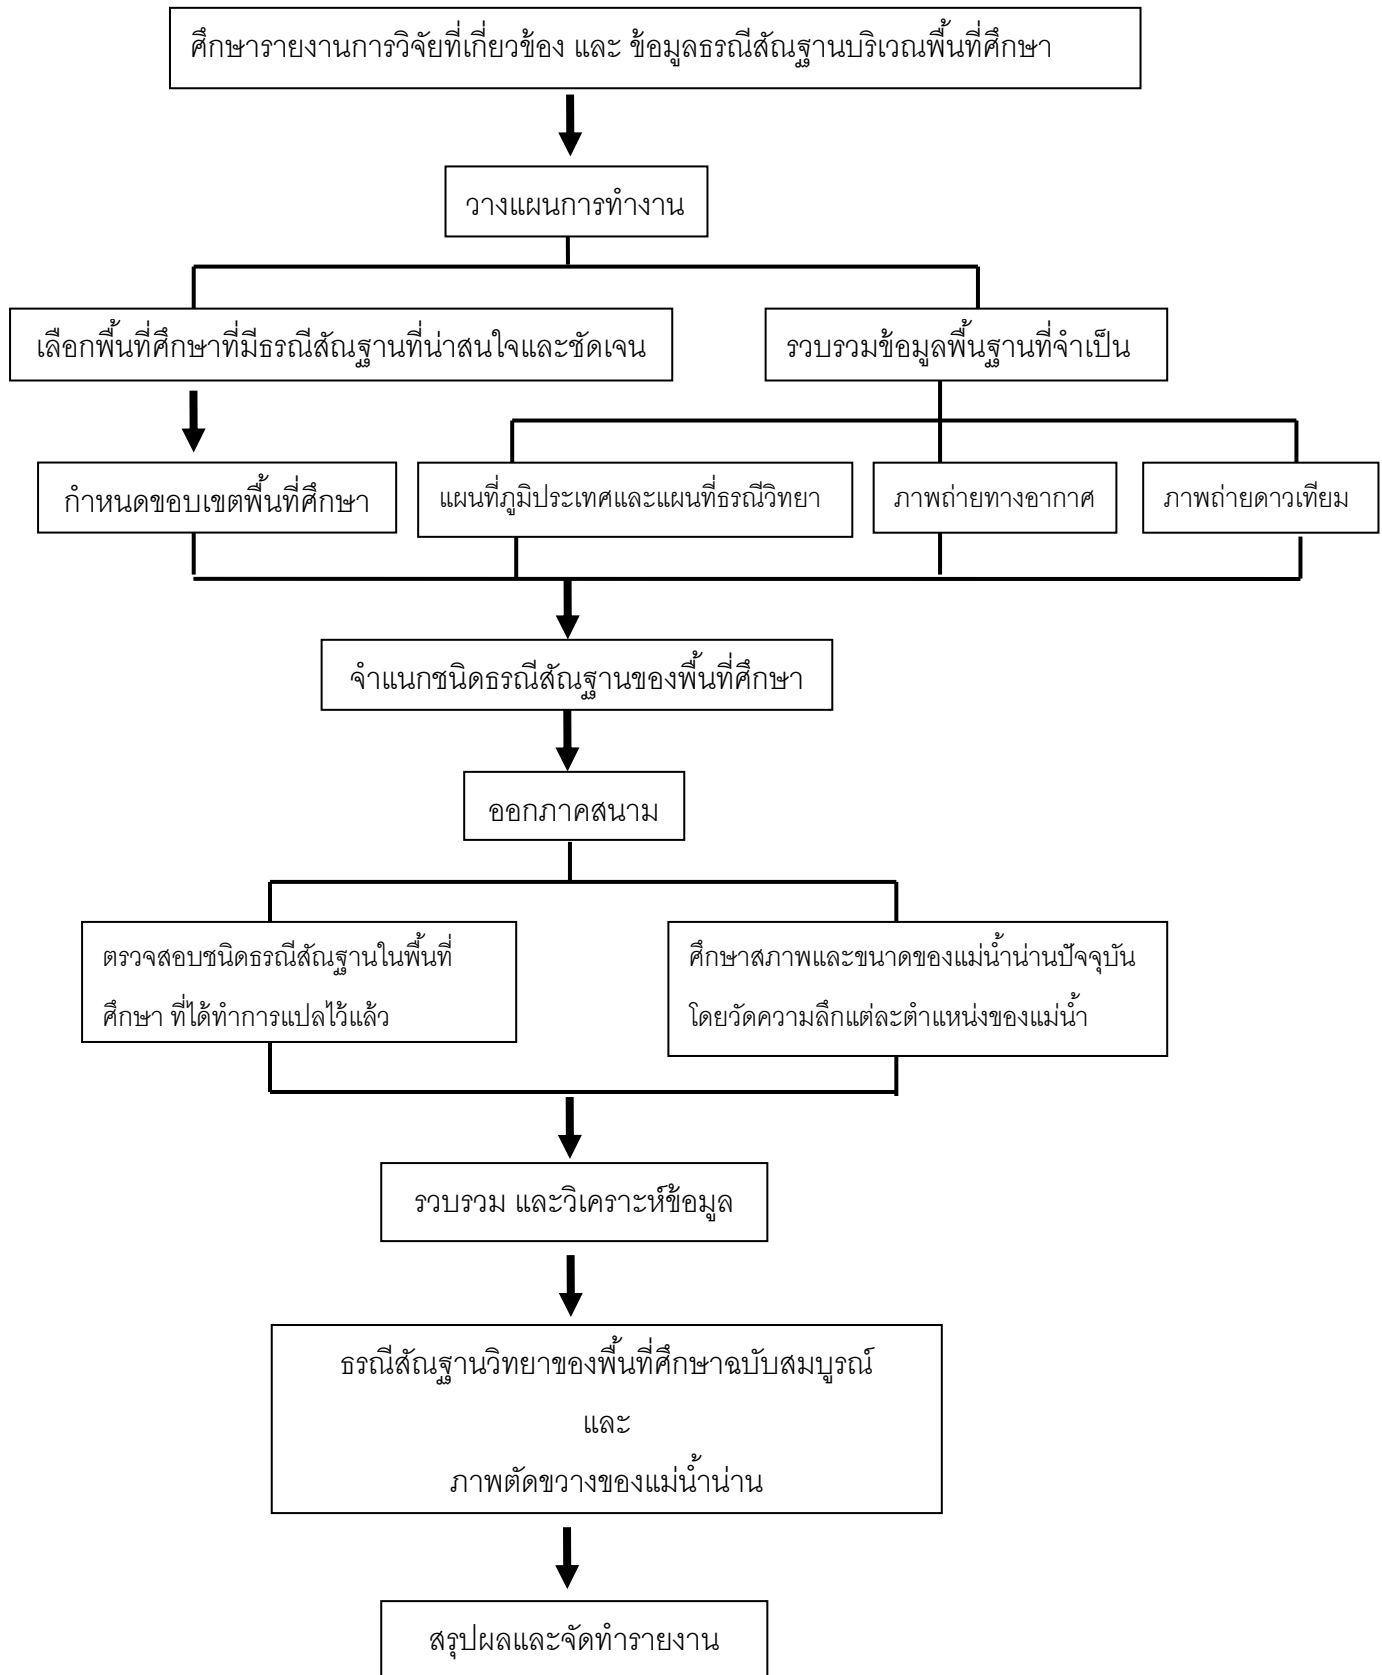 ศึกษารายงานการวิจัยที่เกี่ยวข้อง และ ข้อมูลธรณีสัณฐานบริเวณพื้นที่ศึกษา
วางแผนการทำงาน
เลือกพื้นที่ศึกษาที่มีธรณีสัณฐานที่น่าสนใจและชัดเจน
รวบรวมข้อมูลพื้นฐานที่จำเป็น
กำหนดขอบเขตพื้นที่ศึกษา
แผนที่ภูมิประเทศและแผนที่ธรณีวิทยา
ภาพถ่ายทางอากาศ
ภาพถ่ายดาวเทียม
จำแนกชนิดธรณีสัณฐานของพื้นที่ศึกษา
ออกภาคสนาม
ตรวจสอบชนิดธรณีสัณฐานในพื้นที่
ศึกษา ที่ได้ทำการแปลไว้แล้ว
ศึกษาสภาพและขนาดของแม่น้ำน่านปัจจุบัน
โดยวัดความลึกแต่ละตำแหน่งของแม่น้ำ
รวบรวม และวิเคราะห์ข้อมูล
ธรณีสัณฐานวิทยาของพื้นที่ศึกษาฉบับสมบูรณ์
และ
ภาพตัดขวางของแม่น้ำน่าน
สรุปผลและจัดทำรายงาน